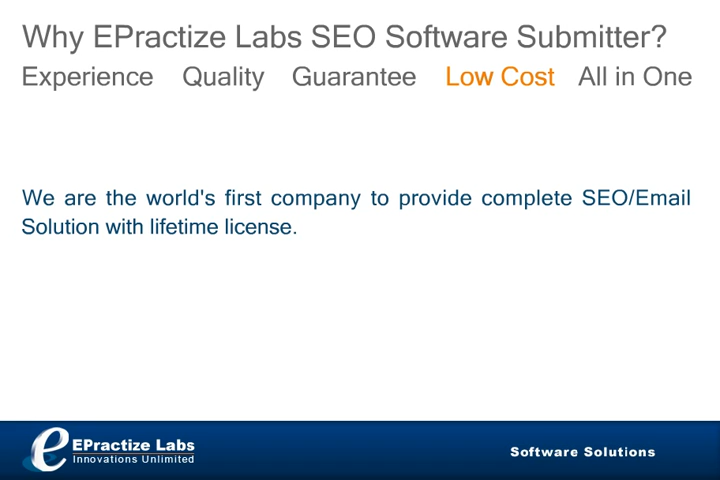 Why EPractize Labs SEO Software Submitter?
Experience Quality Guarantee Low Cost All in One
We are the world's first company to provide complete SEO/Email
Solution with lifetime license.
EPractize Labs
Innovations Unlimited
Software Solutions